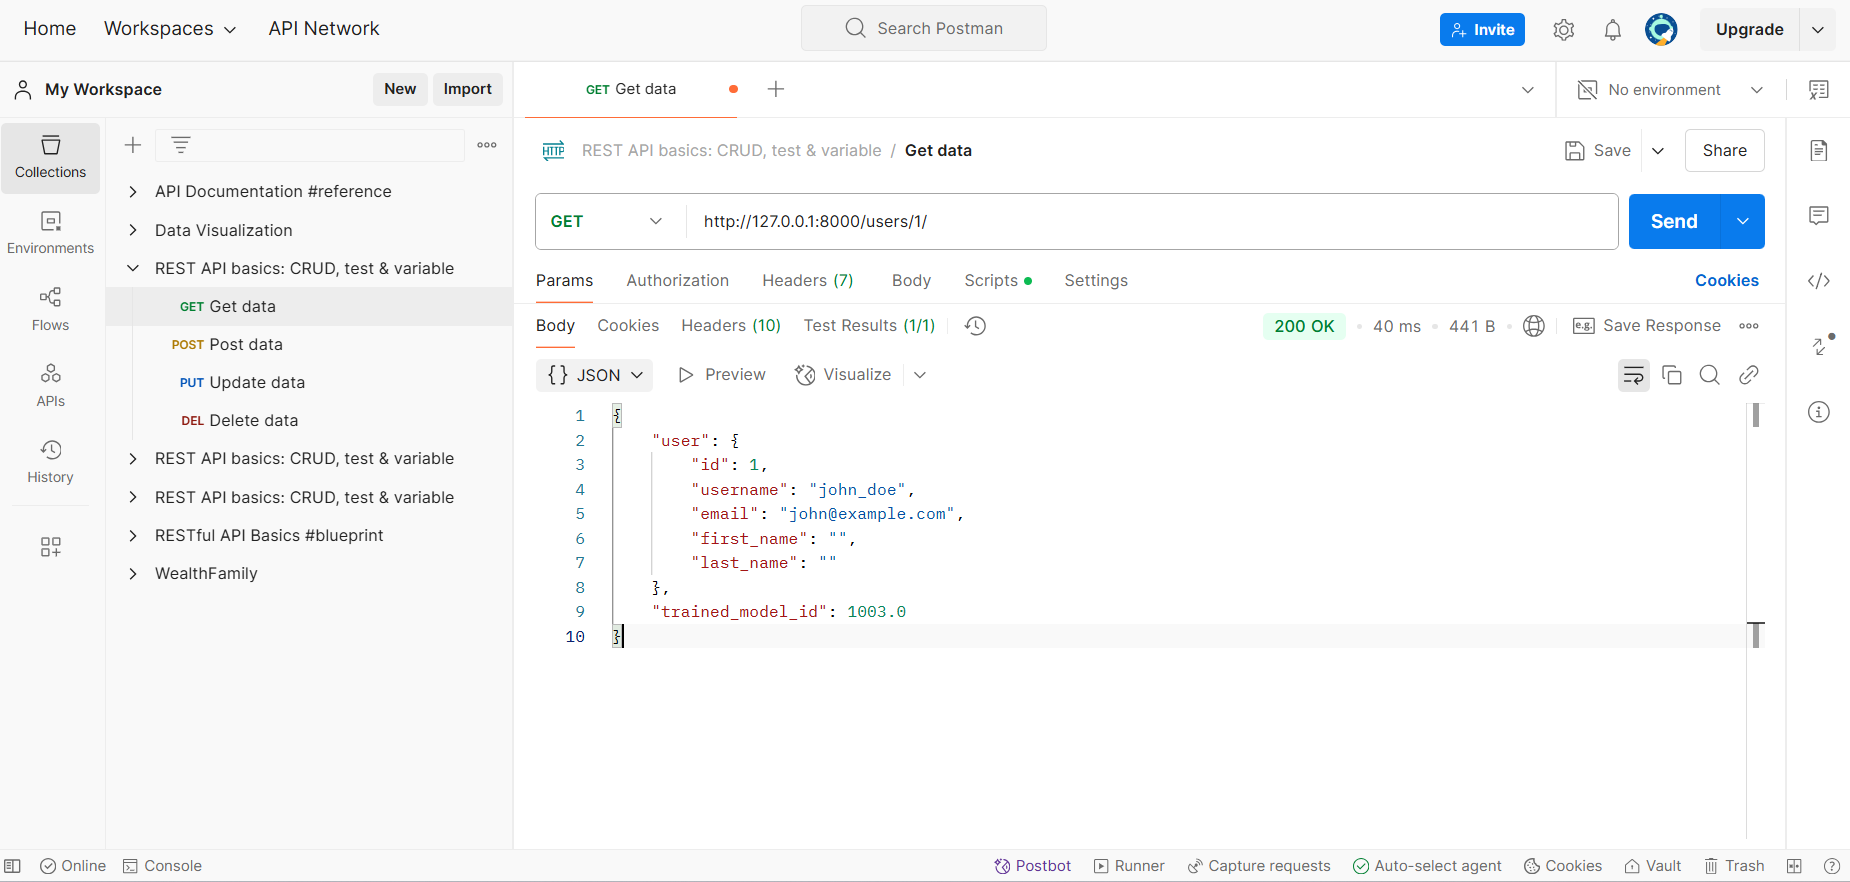 Home Workspaces API Network Search Postman Invite Upgrade
My Workspace New Import GET Get data No environment
Collections
Environments
Flows
APIs
History
API Documentation #reference
Data Visualization
REST API basics: CRUD, test & variable
GET Get data
POST Post data
PUT Update data
DEL Delete data
REST API basics: CRUD, test & variable
REST API basics: CRUD, test & variable
RESTful API Basics #blueprint
WealthFamily
HTTP REST API basics: CRUD, test & variable / Get data Save Share
GET http://127.0.0.1:8000/users/1/ Send
Params Authorization Headers (7) Body Scripts Settings Cookies
Body Cookies Headers (10) Test Results (1/1) 200 OK 40 ms 441 B e.g. Save Response
{} JSON Preview Visualize
1 {
2 "user": {
3 "id": 1,
4 "username": "john_doe",
5 "email": "john@example.com",
6 "first_name": "",
7 "last_name": ""
8 },
9 "trained_model_id": 1003.0
10 }
Online Console Postbot Runner Capture requests Auto-select agent Cookies Vault Trash